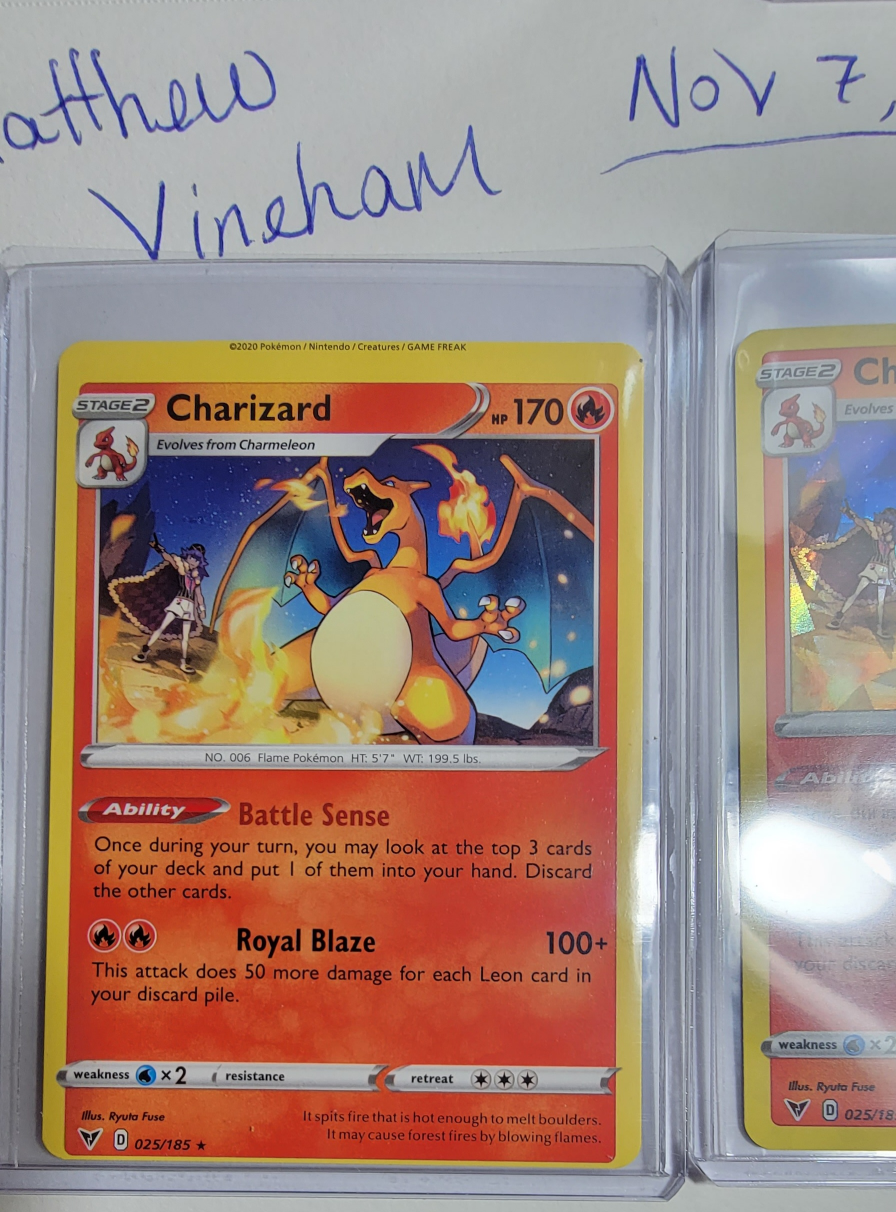 atthew
Vineham
Nov 7,
©2020 Pokémon / Nintendo / Creatures / GAME FREAK
STAGE2 Charizard HP 170
Evolves from Charmeleon
NO. 006 Flame Pokémon HT: 5'7" WT: 199.5 lbs.
Ability Battle Sense
Once during your turn, you may look at the top 3 cards
of your deck and put 1 of them into your hand. Discard
the other cards.
Royal Blaze 100+
This attack does 50 more damage for each Leon card in
your discard pile.
weakness ×2 resistance retreat
Illus. Ryuta Fuse
It spits fire that is hot enough to melt boulders.
It may cause forest fires by blowing flames.
D 025/185 ★
STAGE2 Ch
Evolves
Abili
your disca
weakness ×2
Illus. Ryuta Fuse
D 025/18